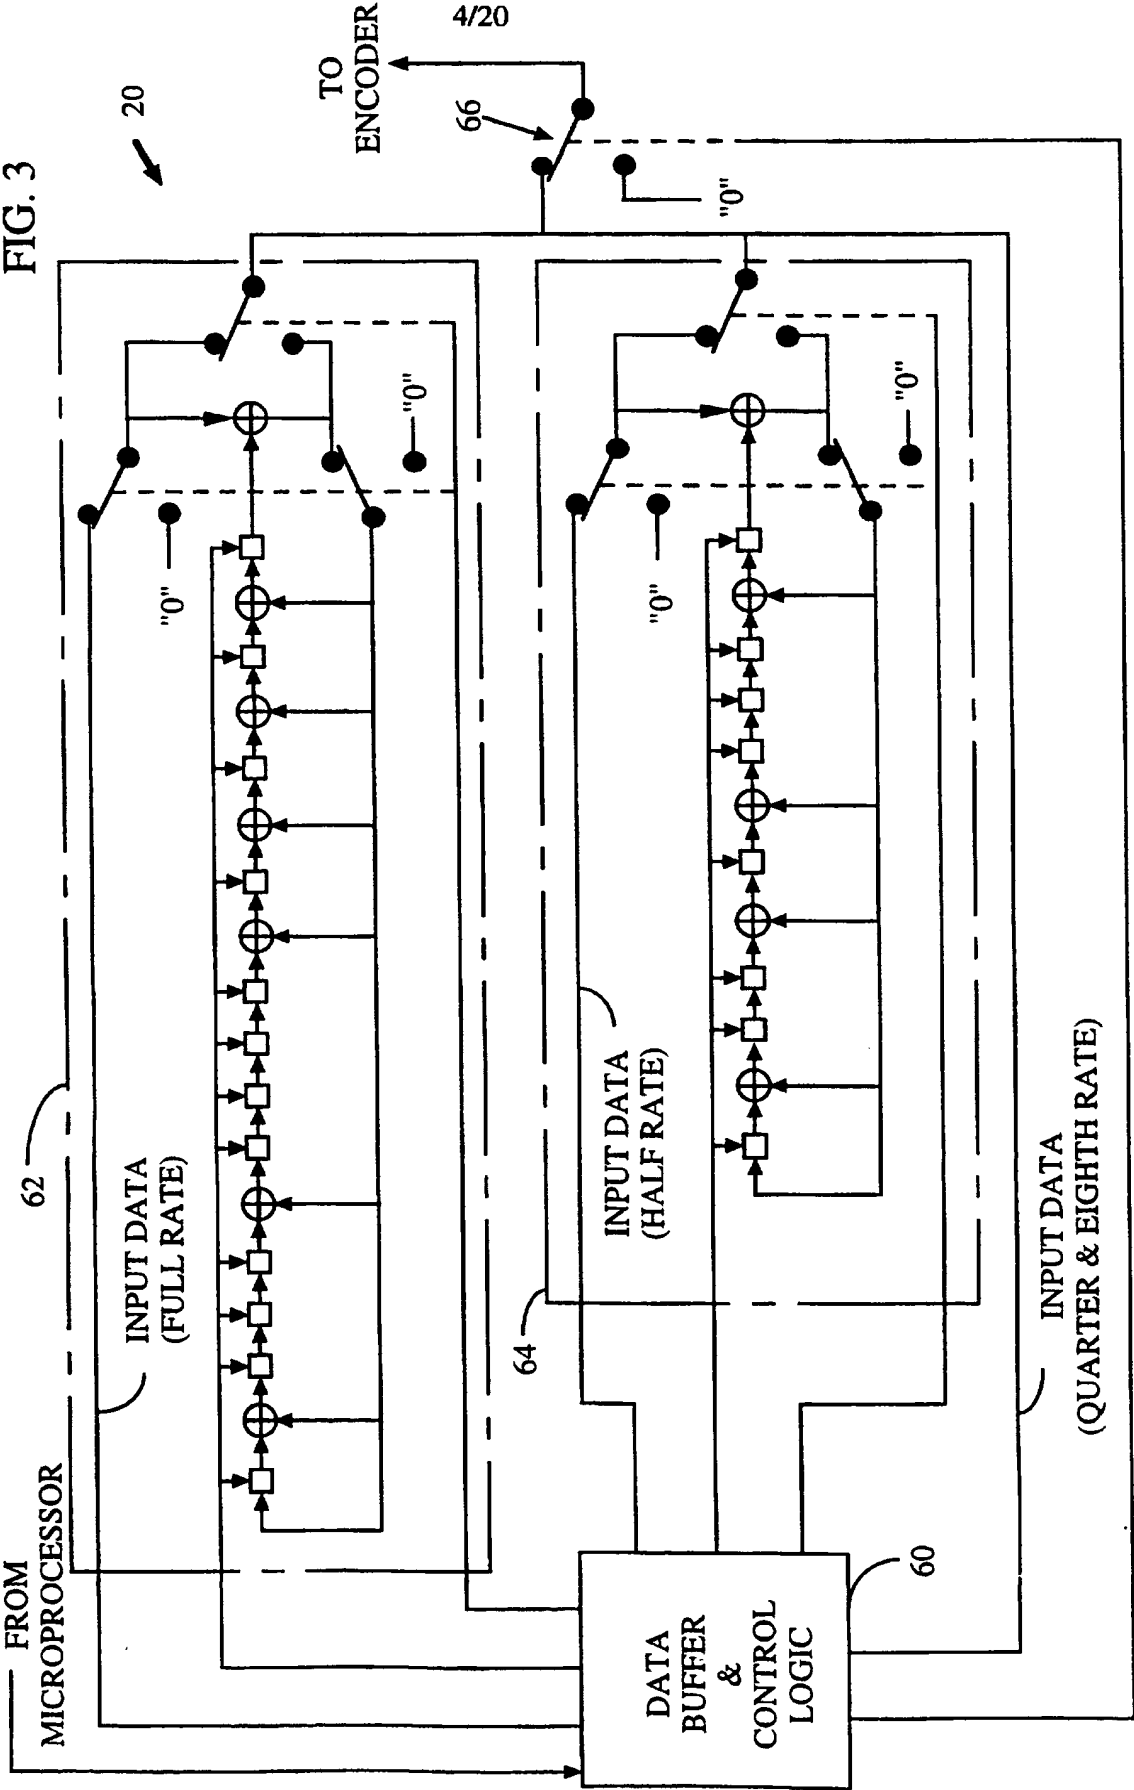 4/20
FIG. 3
20
TO
ENCODER
66
"0"
62
INPUT DATA
(FULL RATE)
"0"
"0"
FROM
MICROPROCESSOR
64
INPUT DATA
(HALF RATE)
"0"
"0"
DATA
BUFFER
&
CONTROL
LOGIC
60
INPUT DATA
(QUARTER & EIGHTH RATE)